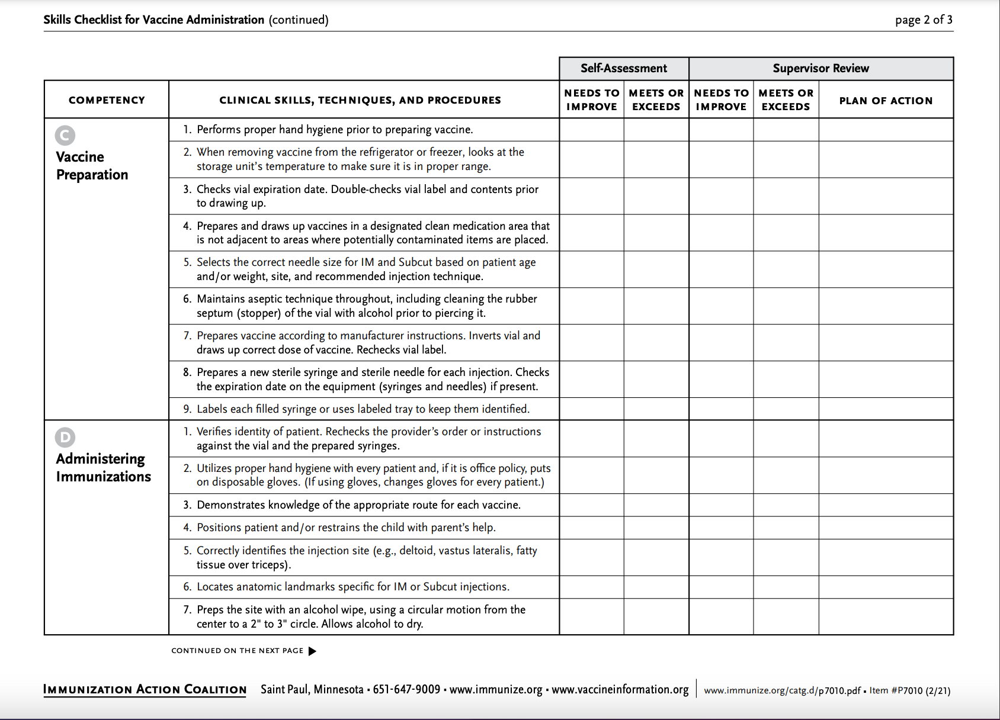 Skills Checklist for Vaccine Administration (continued)
page 2 of 3
Self-Assessment
Supervisor Review
COMPETENCY
CLINICAL SKILLS, TECHNIQUES, AND PROCEDURES
NEEDS TO
IMPROVE
MEETS OR
EXCEEDS
NEEDS TO
IMPROVE
MEETS OR
EXCEEDS
PLAN OF ACTION
C
Vaccine
Preparation
1. Performs proper hand hygiene prior to preparing vaccine.
2. When removing vaccine from the refrigerator or freezer, looks at the
storage unit's temperature to make sure it is in proper range.
3. Checks vial expiration date. Double-checks vial label and contents prior
to drawing up.
4. Prepares and draws up vaccines in a designated clean medication area that
is not adjacent to areas where potentially contaminated items are placed.
5. Selects the correct needle size for IM and Subcut based on patient age
and/or weight, site, and recommended injection technique.
6. Maintains aseptic technique throughout, including cleaning the rubber
septum (stopper) of the vial with alcohol prior to piercing it.
7. Prepares vaccine according to manufacturer instructions. Inverts vial and
draws up correct dose of vaccine. Rechecks vial label.
8. Prepares a new sterile syringe and sterile needle for each injection. Checks
the expiration date on the equipment (syringes and needles) if present.
9. Labels each filled syringe or uses labeled tray to keep them identified.
D
Administering
Immunizations
1. Verifies identity of patient. Rechecks the provider's order or instructions
against the vial and the prepared syringes.
2. Utilizes proper hand hygiene with every patient and, if it is office policy, puts
on disposable gloves. (If using gloves, changes gloves for every patient.)
3. Demonstrates knowledge of the appropriate route for each vaccine.
4. Positions patient and/or restrains the child with parent's help.
5. Correctly identifies the injection site (e.g., deltoid, vastus lateralis, fatty
tissue over triceps).
6. Locates anatomic landmarks specific for IM or Subcut injections.
7. Preps the site with an alcohol wipe, using a circular motion from the
center to a 2" to 3" circle. Allows alcohol to dry.
CONTINUED ON THE NEXT PAGE ▶
IMMUNIZATION ACTION COALITION Saint Paul, Minnesota • 651-647-9009 • www.immunize.org • www.vaccineinformation.org
www.immunize.org/catg.d/p7010.pdf • Item #P7010 (2/21)